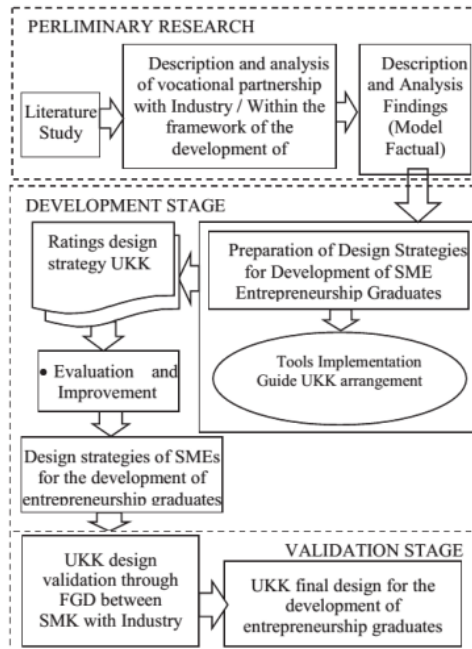 PERLIMINARY RESEARCH
Literature
Study
Description and analysis
of vocational partnership
with Industry / Within the
framework of the
development of
Description
and Analysis
Findings
(Model
Factual)
DEVELOPMENT STAGE
Ratings design
strategy UKK
Preparation of Design Strategies
for Development of SME
Entrepreneurship Graduates
Tools Implementation
Guide UKK arrangement
• Evaluation and
Improvement
Design strategies of SMEs
for the development of
entrepreneurship graduates
VALIDATION STAGE
UKK design
validation through
FGD between
SMK with Industry
UKK final design for the
development of
entrepreneurship graduates